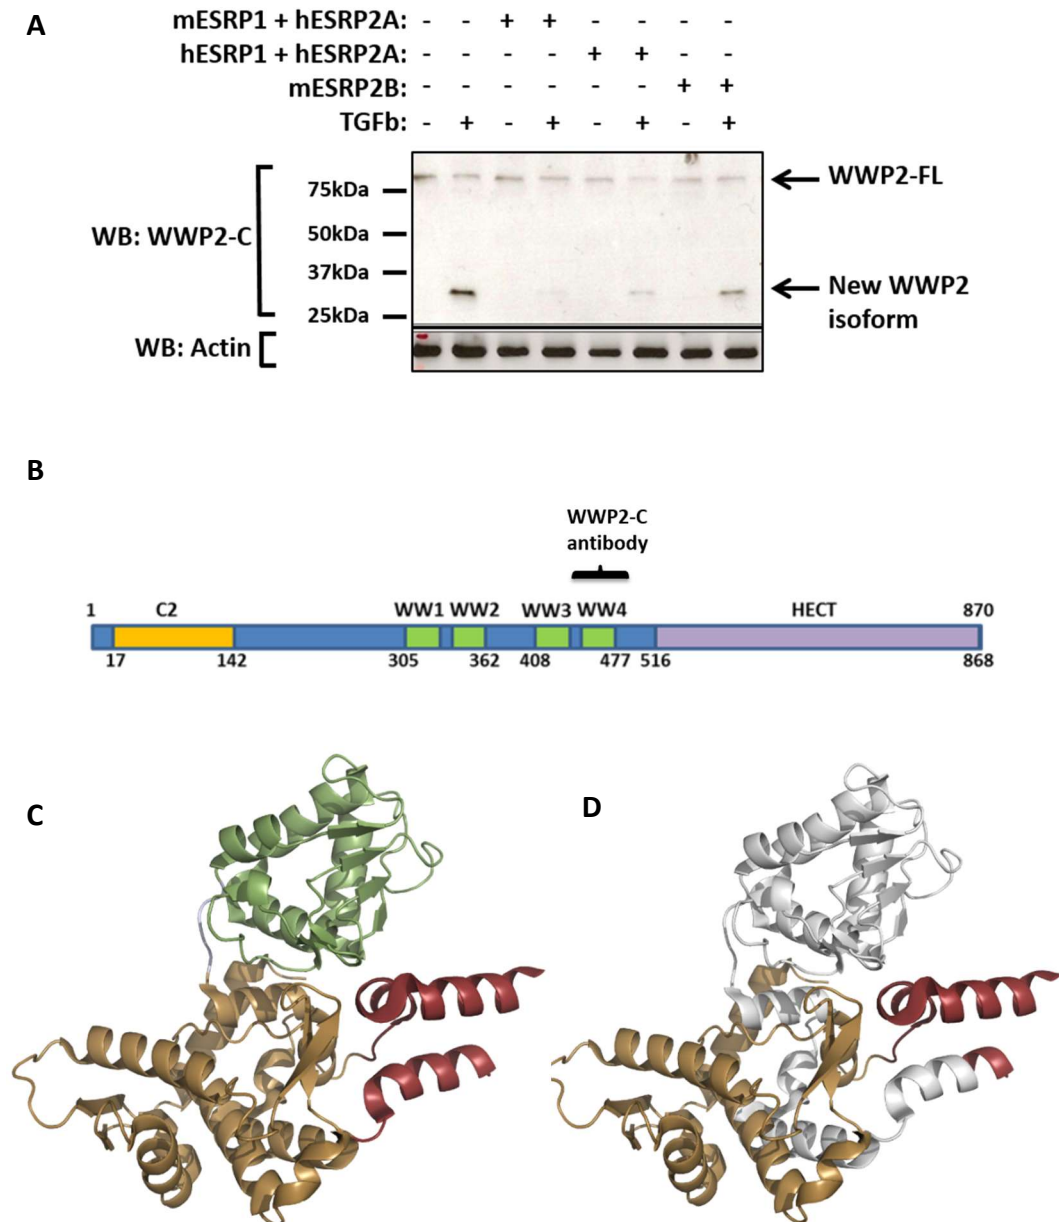 A
mESRP1 + hESRP2A: - - + + - - - -
hESRP1 + hESRP2A: - - - - + + - -
mESRP2B: - - - - - - + +
TGFb: - + - + - + - +
WB: WWP2-C
75kDa
50kDa
37kDa
25kDa
WWP2-FL
New WWP2
isoform
WB: Actin
B
WWP2-C
antibody
1 C2 WW1 WW2 WW3 WW4 HECT 870
17 142 305 362 408 477 516 868
C D